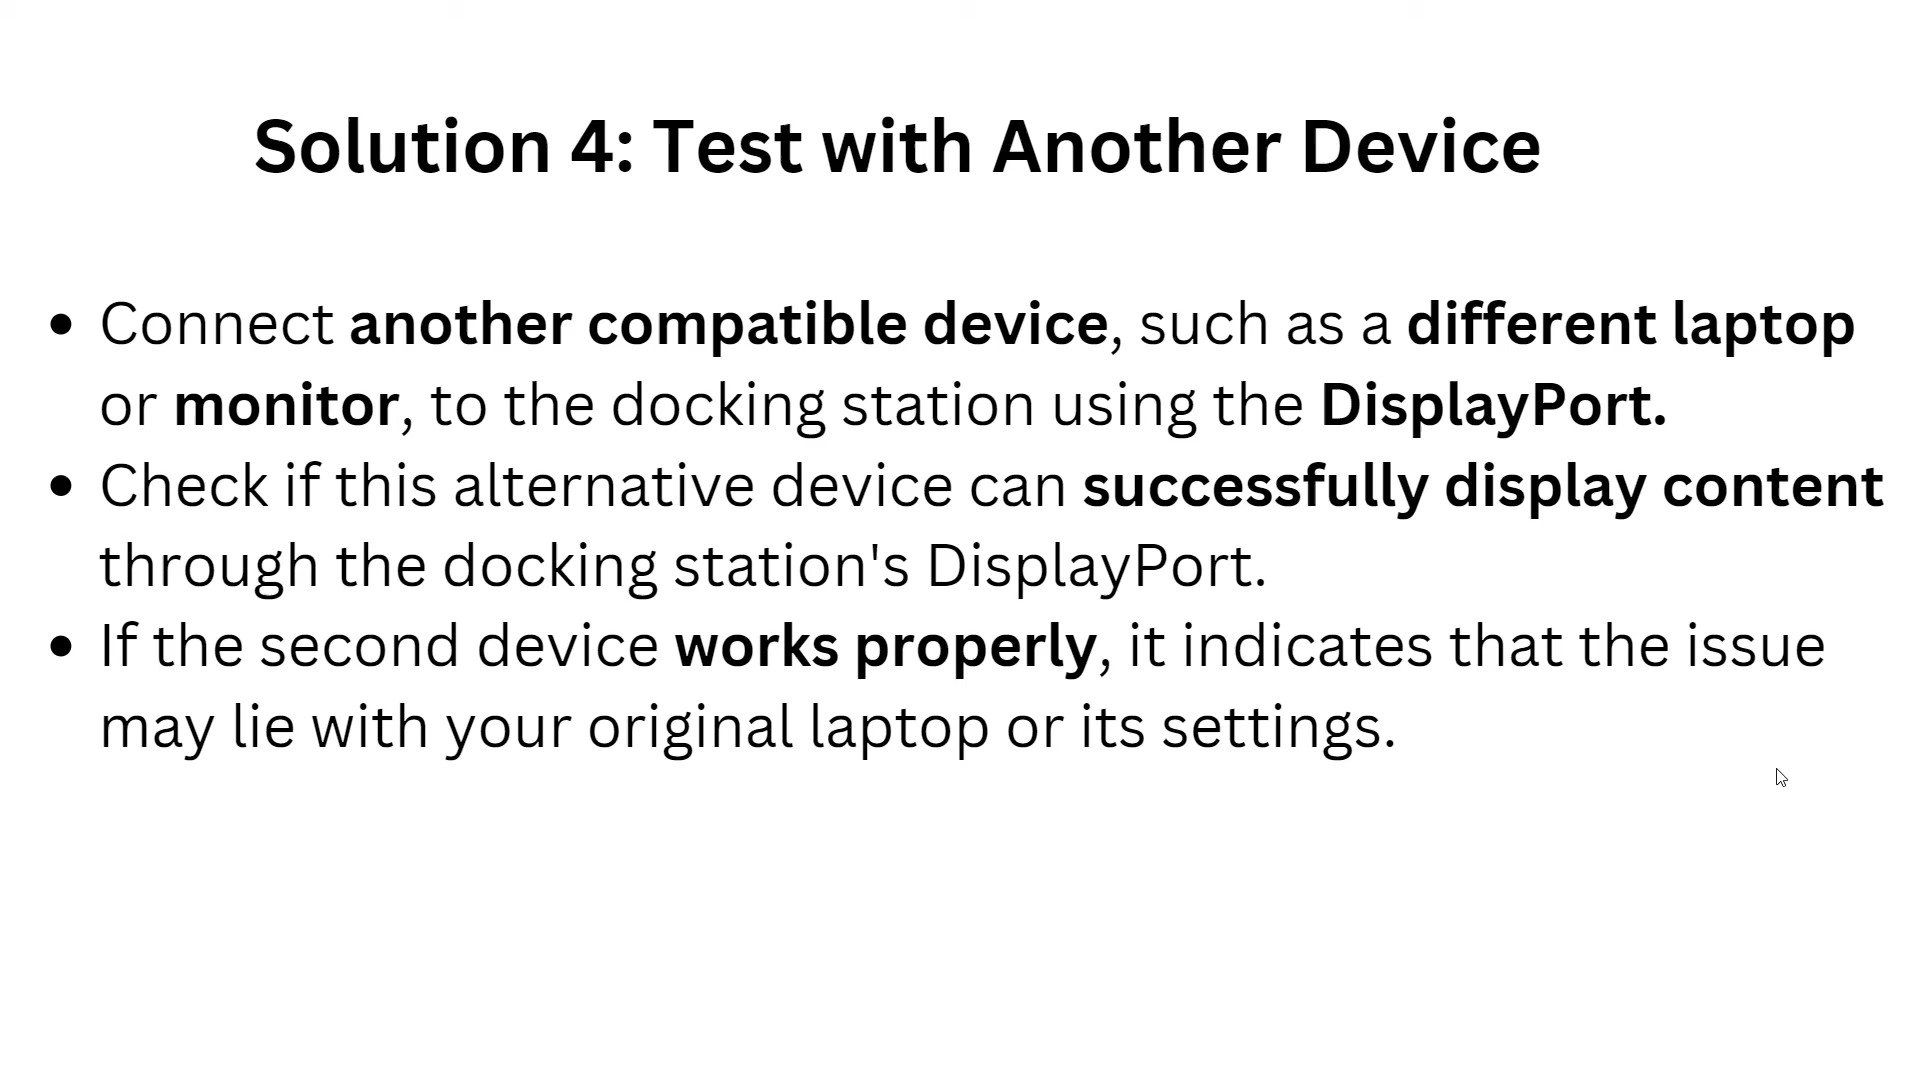 Solution 4: Test with Another Device
• Connect another compatible device, such as a different laptop
or monitor, to the docking station using the DisplayPort.
• Check if this alternative device can successfully display content
through the docking station's DisplayPort.
• If the second device works properly, it indicates that the issue
may lie with your original laptop or its settings.